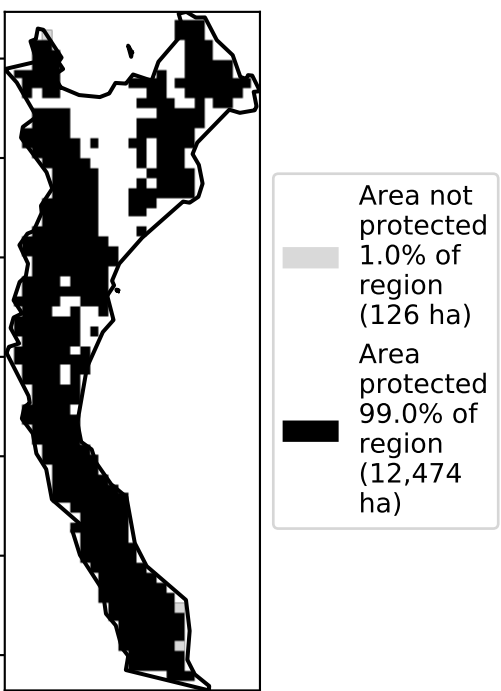 Area not
protected
1.0% of
region
(126 ha)
Area
protected
99.0% of
region
(12,474
ha)